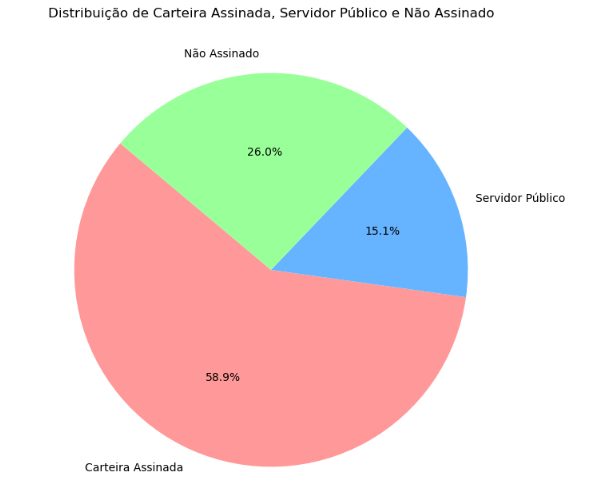 Distribuição de Carteira Assinada, Servidor Público e Não Assinado
Não Assinado
26.0%
Servidor Público
15.1%
58.9%
Carteira Assinada